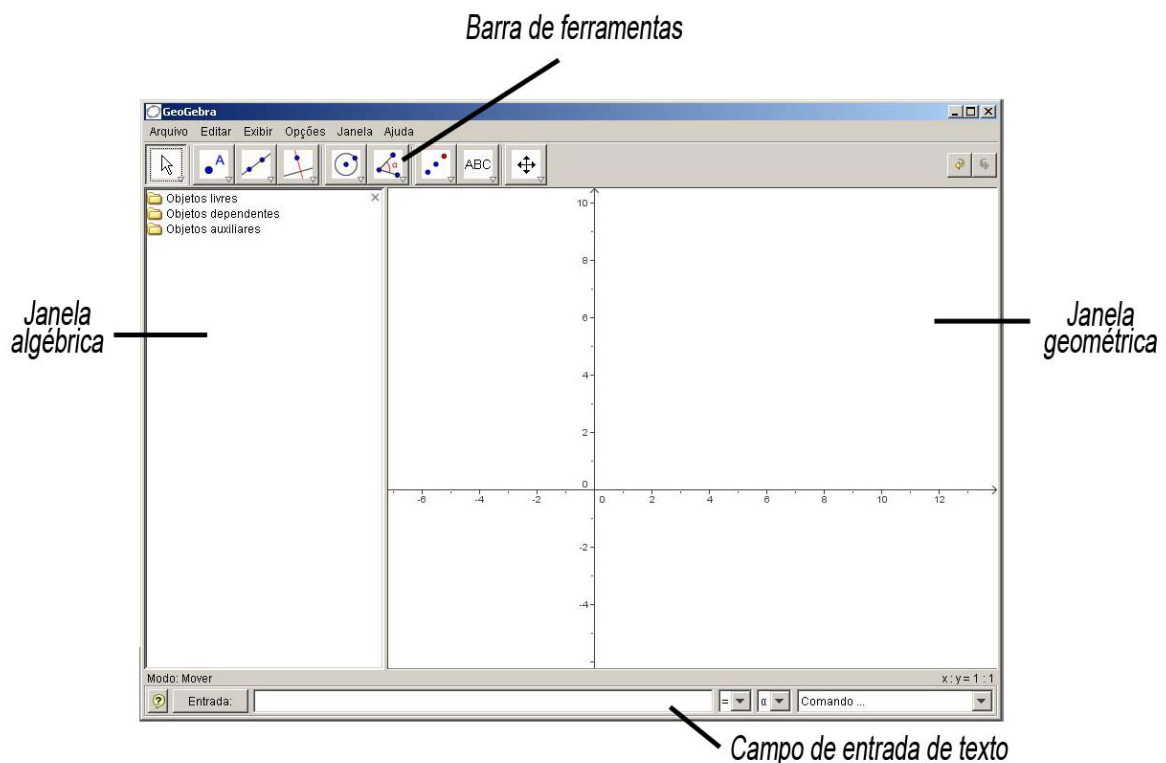 Barra de ferramentas
GeoGebra
Arquivo Editar Exibir Opções Janela Ajuda
A α ABC
Objetos livres
Objetos dependentes
Objetos auxiliares
Janela
algébrica
Janela
geométrica
10
8
6
4
2
0
-6 -4 -2 0 2 4 6 8 10 12
-2
-4
Modo: Mover x : y = 1 : 1
? Entrada: = α Comando ...
Campo de entrada de texto